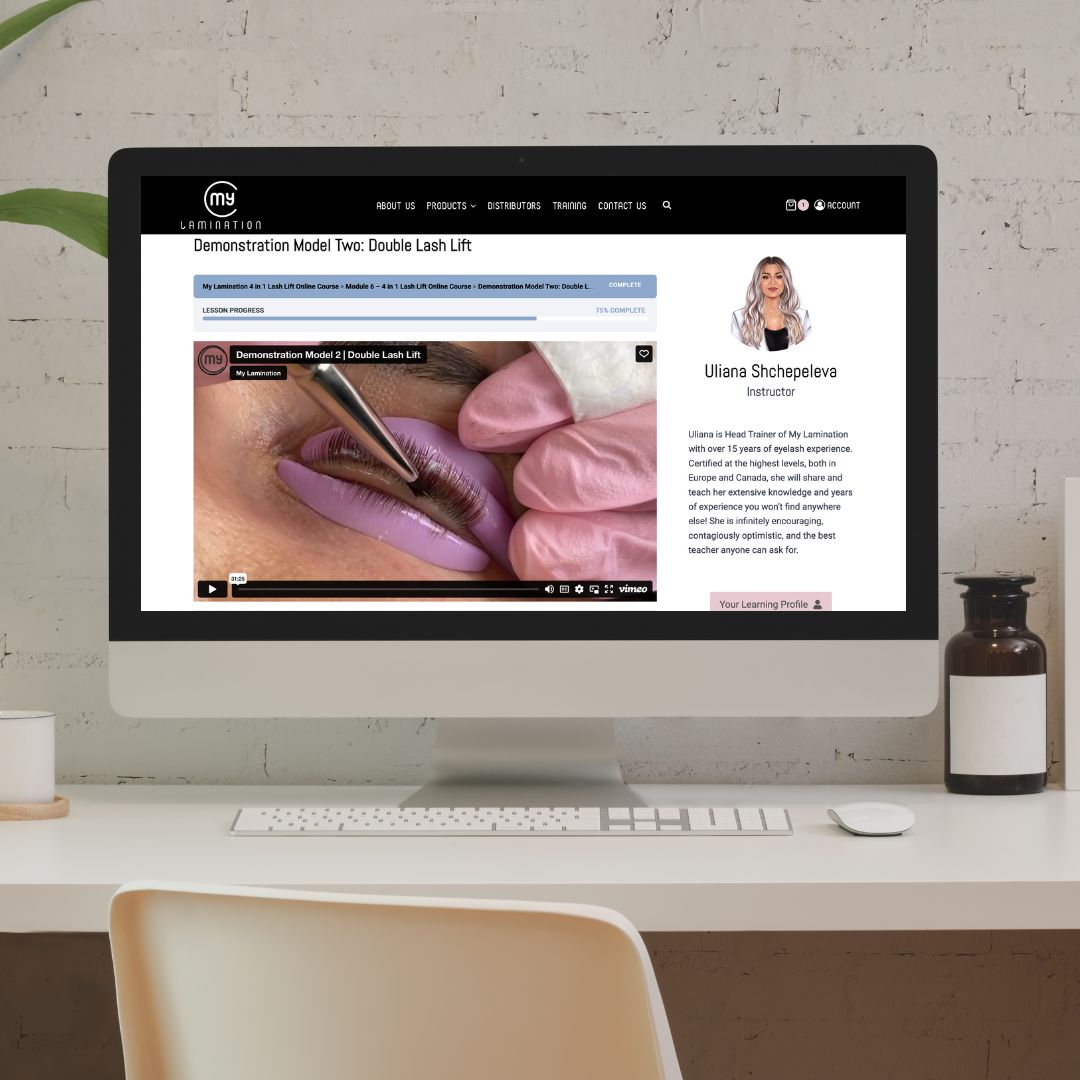 my
LAMINATION
ABOUT US PRODUCTS DISTRIBUTORS TRAINING CONTACT US
1 ACCOUNT
Demonstration Model Two: Double Lash Lift
My Lamination 4 in 1 Lash Lift Online Course > Module 6 – 4 in 1 Lash Lift Online Course > Demonstration Model Two: Double L... COMPLETE
LESSON PROGRESS 75% COMPLETE
my
Demonstration Model 2 | Double Lash Lift
My Lamination
31:25
CC
vimeo
Uliana Shchepeleva
Instructor
Uliana is Head Trainer of My Lamination
with over 15 years of eyelash experience.
Certified at the highest levels, both in
Europe and Canada, she will share and
teach her extensive knowledge and years
of experience you won't find anywhere
else! She is infinitely encouraging,
contagiously optimistic, and the best
teacher anyone can ask for.
Your Learning Profile